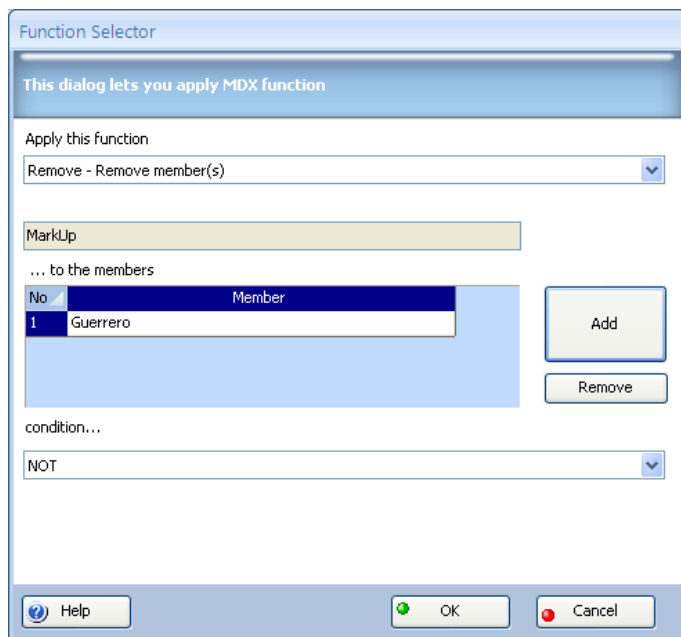 Function Selector
This dialog lets you apply MDX function
Apply this function
Remove - Remove member(s)
MarkUp
... to the members
No Member
1 Guerrero
Add
Remove
condition...
NOT
Help OK Cancel